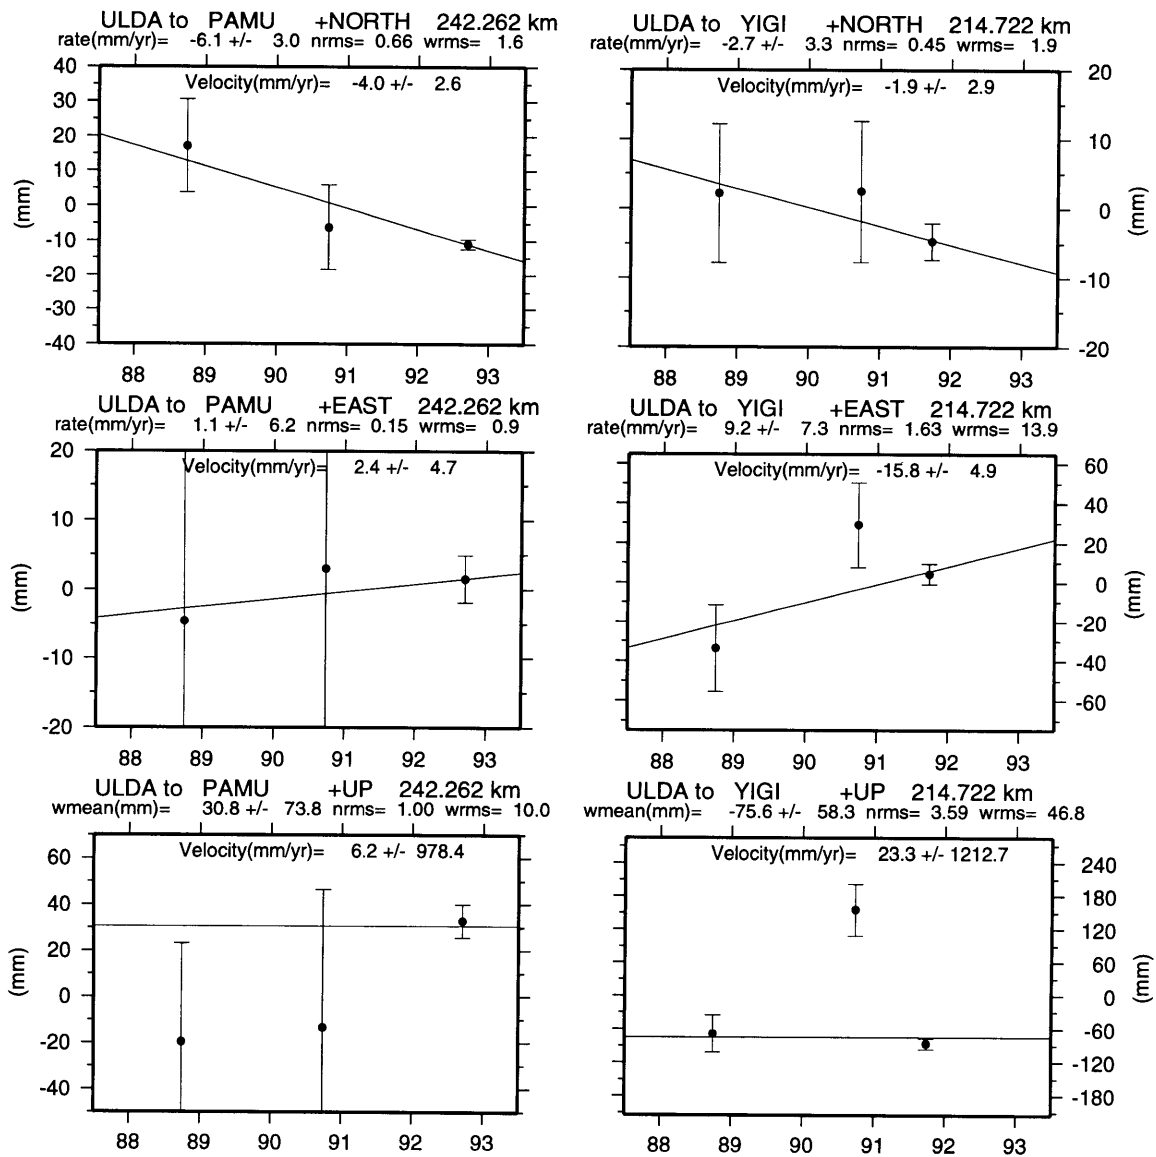 ULDA to PAMU +NORTH 242.262 km
rate(mm/yr)= -6.1 +/- 3.0 nrms= 0.66 wrms= 1.6
Velocity(mm/yr)= -4.0 +/- 2.6
40
30
20
10
0
-10
-20
-30
-40
(mm)
88 89 90 91 92 93
ULDA to YIGI +NORTH 214.722 km
rate(mm/yr)= -2.7 +/- 3.3 nrms= 0.45 wrms= 1.9
Velocity(mm/yr)= -1.9 +/- 2.9
20
10
0
-10
-20
(mm)
88 89 90 91 92 93
ULDA to PAMU +EAST 242.262 km
rate(mm/yr)= 1.1 +/- 6.2 nrms= 0.15 wrms= 0.9
Velocity(mm/yr)= 2.4 +/- 4.7
20
10
0
-10
-20
(mm)
88 89 90 91 92 93
ULDA to YIGI +EAST 214.722 km
rate(mm/yr)= 9.2 +/- 7.3 nrms= 1.63 wrms= 13.9
Velocity(mm/yr)= -15.8 +/- 4.9
60
40
20
0
-20
-40
-60
(mm)
88 89 90 91 92 93
ULDA to PAMU +UP 242.262 km
wmean(mm)= 30.8 +/- 73.8 nrms= 1.00 wrms= 10.0
Velocity(mm/yr)= 6.2 +/- 978.4
60
40
20
0
-20
-40
(mm)
88 89 90 91 92 93
ULDA to YIGI +UP 214.722 km
wmean(mm)= -75.6 +/- 58.3 nrms= 3.59 wrms= 46.8
Velocity(mm/yr)= 23.3 +/- 1212.7
240
180
120
60
0
-60
-120
-180
(mm)
88 89 90 91 92 93